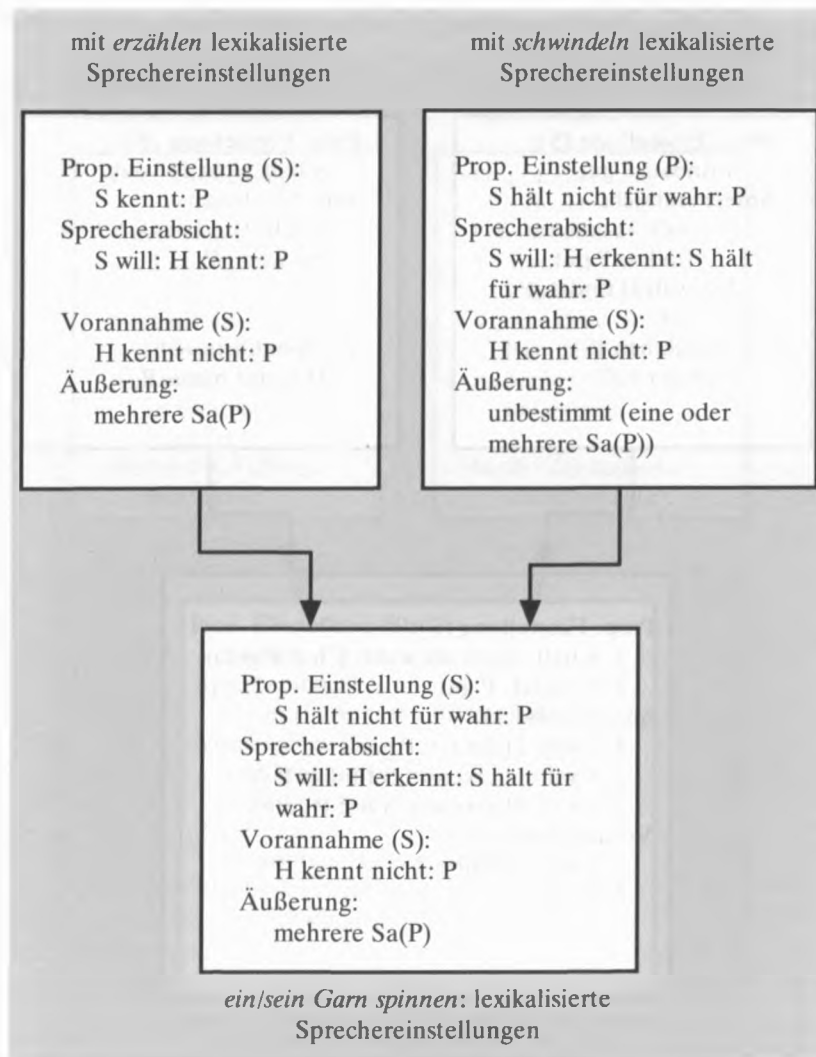 mit erzählen lexikalisierte
Sprechereinstellungen
Prop. Einstellung (S):
S kennt: P
Sprecherabsicht:
S will: H kennt: P
Vorannahme (S):
H kennt nicht: P
Äußerung:
mehrere Sa(P)
mit schwindeln lexikalisierte
Sprechereinstellungen
Prop. Einstellung (P):
S hält nicht für wahr: P
Sprecherabsicht:
S will: H erkennt: S hält
für wahr: P
Vorannahme (S):
H kennt nicht: P
Äußerung:
unbestimmt (eine oder
mehrere Sa(P))
Prop. Einstellung (S):
S hält nicht für wahr: P
Sprecherabsicht:
S will: H erkennt: S hält für
wahr: P
Vorannahme (S):
H kennt nicht: P
Äußerung:
mehrere Sa(P)
ein/sein Garn spinnen: lexikalisierte
Sprechereinstellungen